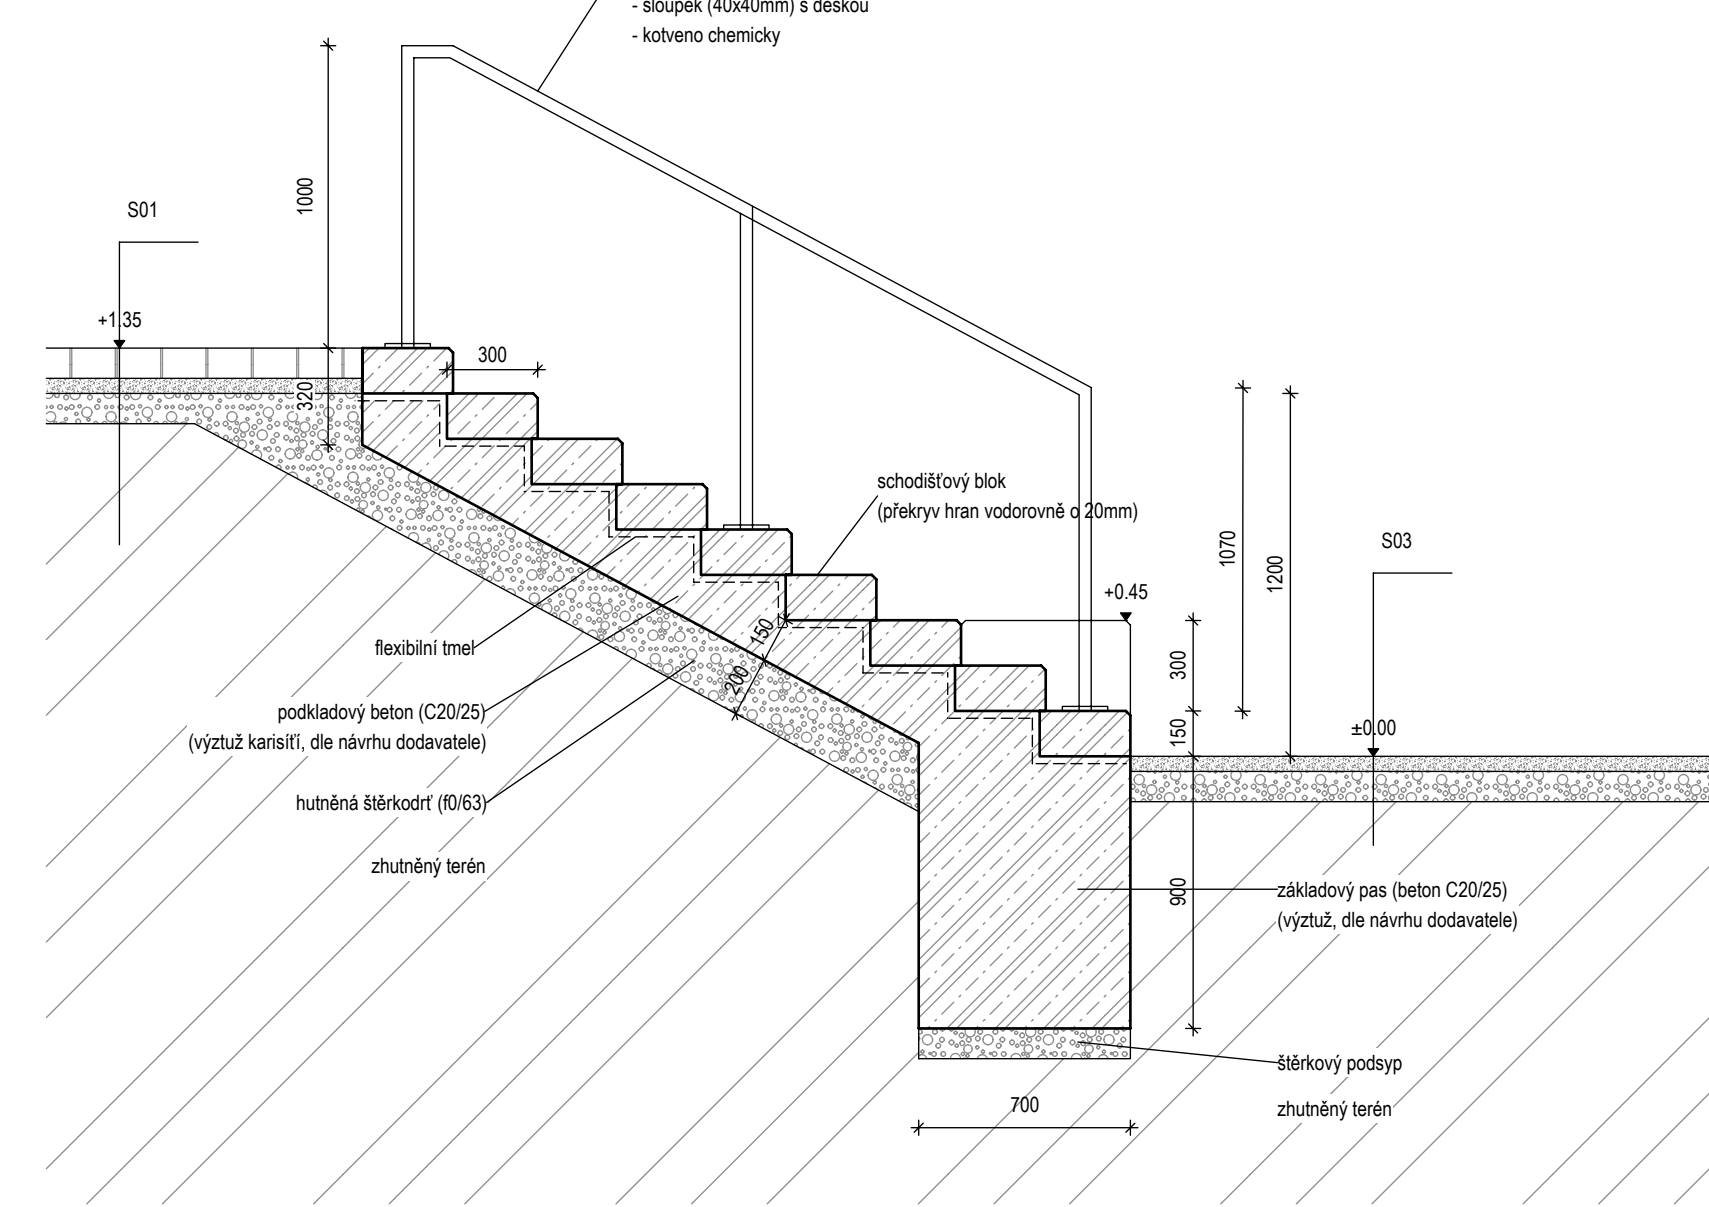 - sloupek (40x40mm) s deskou
- kotveno chemicky
1000
S01
+1.35
300
320
schodišťový blok
(překryv hran vodorovně o 20mm)
1070
1200
S03
+0.45
150
300
flexibilní tmel
200
podkladový beton (C20/25)
(výztuž karisítí, dle návrhu dodavatele)
150
±0.00
hutněná štěrkodrť (f0/63)
zhutněný terén
900
základový pas (beton C20/25)
(výztuž, dle návrhu dodavatele)
štěrkový podsyp
700
zhutněný terén